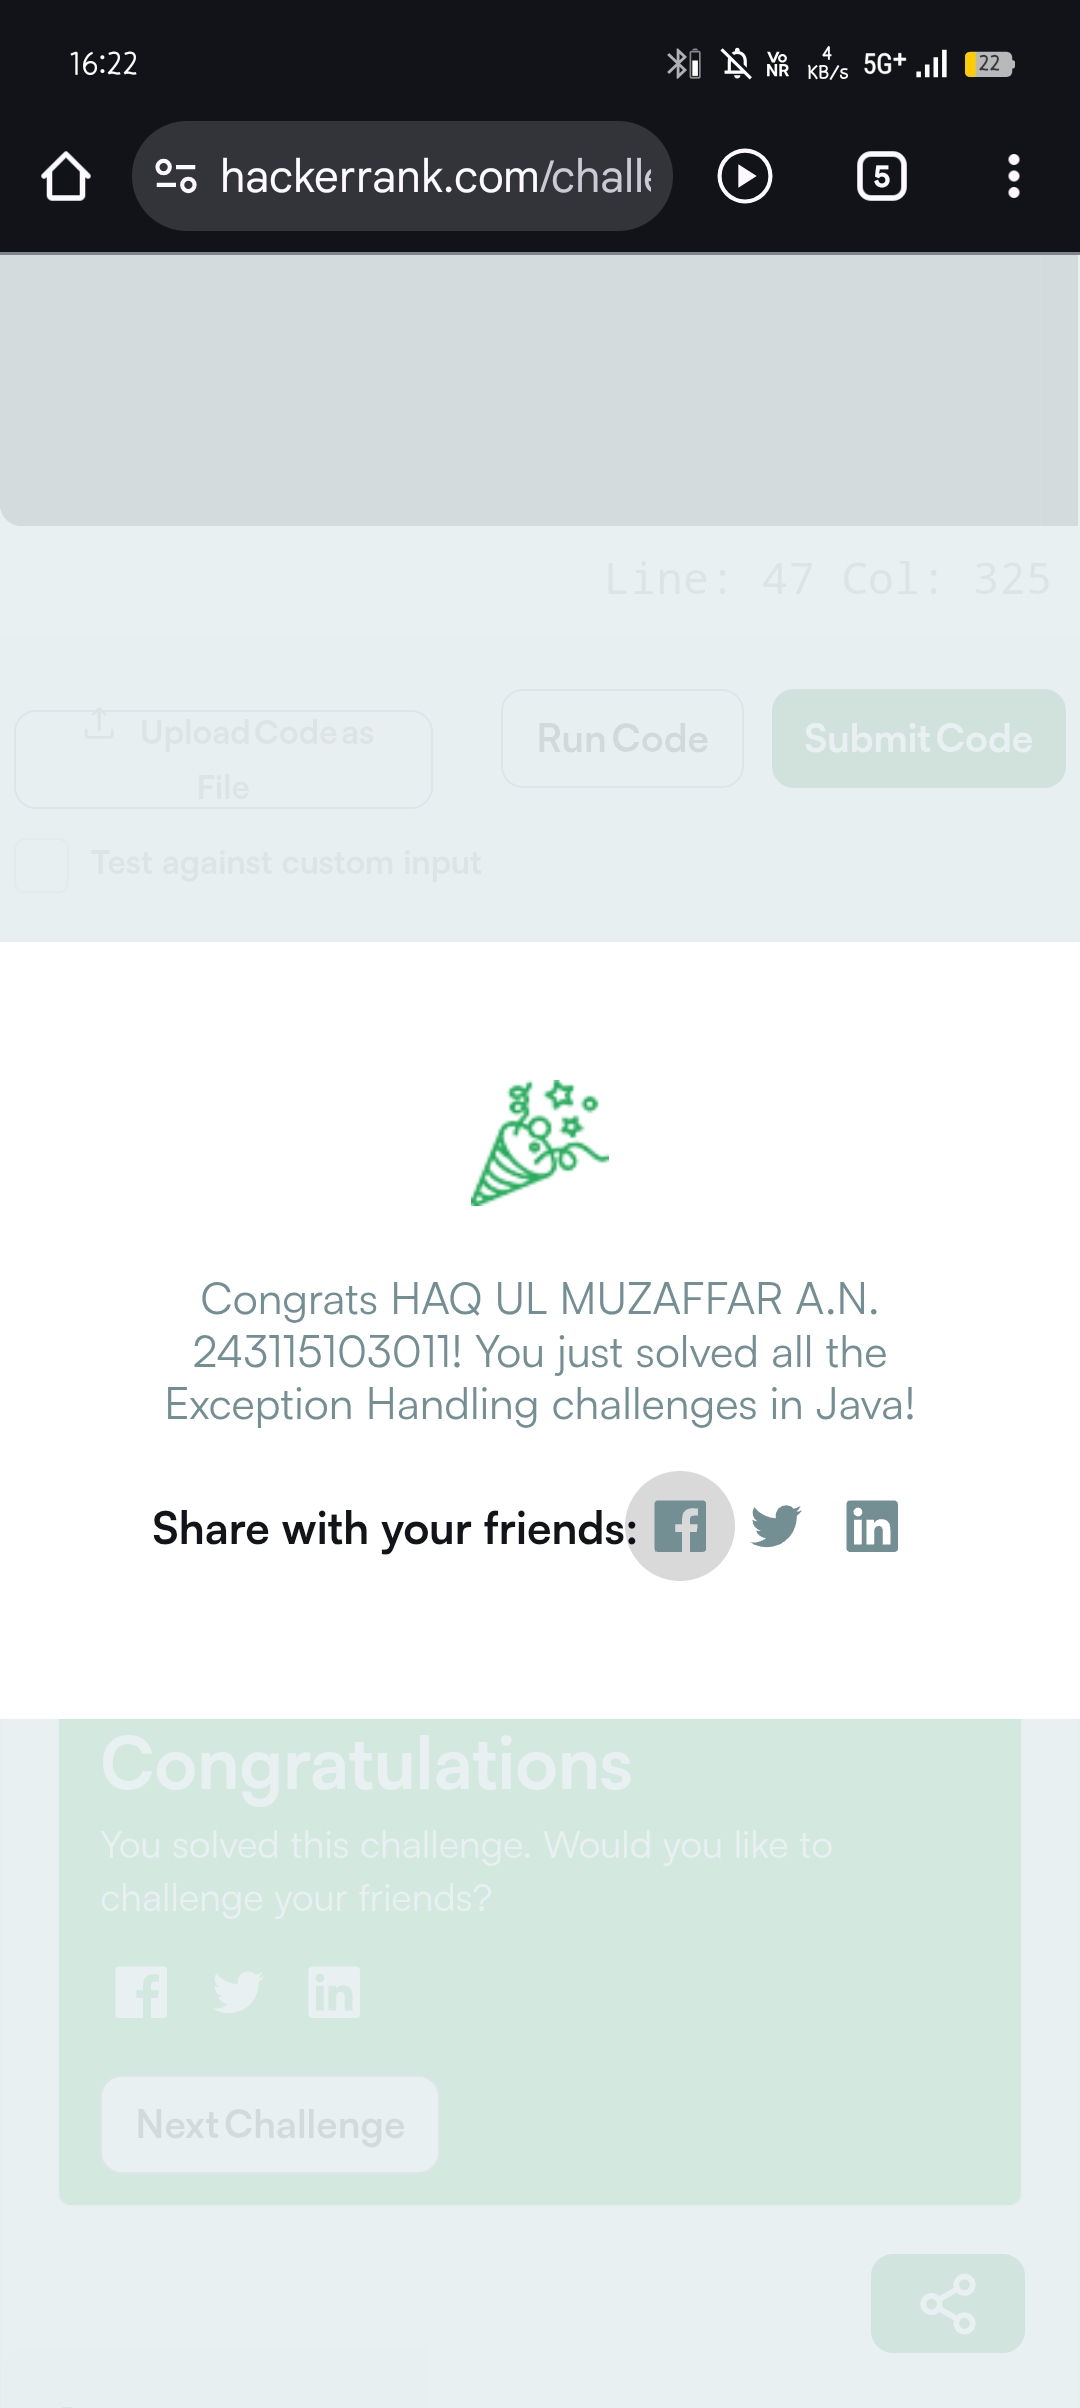 16:22
Vo
NR
4
KB/s
5G+
22
hackerrank.com/chall
5
Line: 47 Col: 325
Upload Code as
File
Run Code
Submit Code
Test against custom input
Congrats HAQ UL MUZAFFAR A.N.
243115103011! You just solved all the
Exception Handling challenges in Java!
Share with your friends:
Congratulations
You solved this challenge. Would you like to
challenge your friends?
Next Challenge